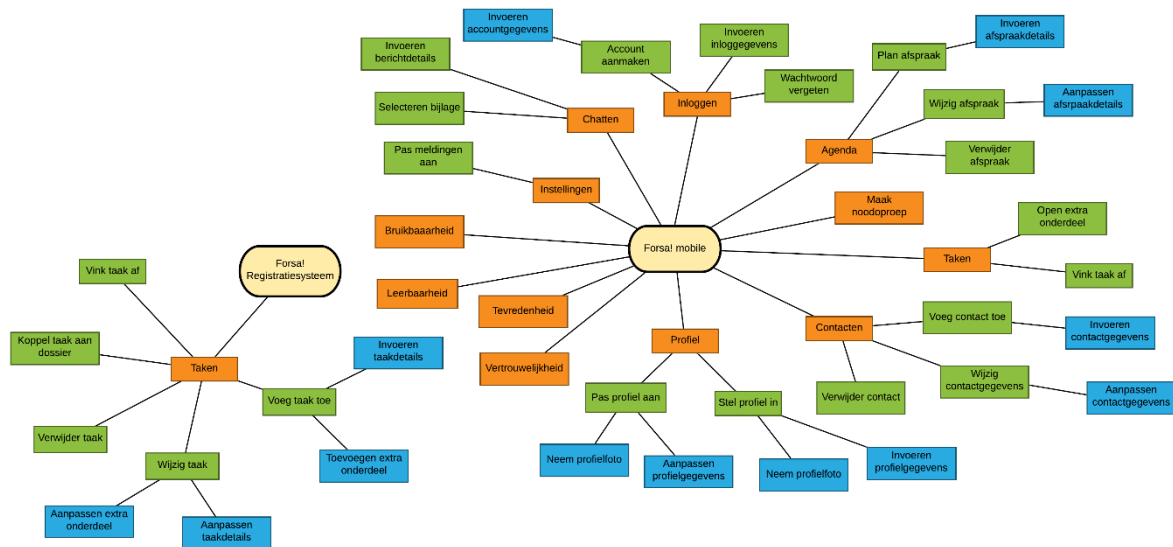 Invoeren
accountgegevens
Invoeren
afspraakdetails
Invoeren
inloggegevens
Invoeren
berichtdetails
Account
aanmaken
Plan afspraak
Wachtwoord
vergeten
Aanpassen
afsrpaakdetails
Selecteren bijlage
Inloggen
Wijzig afspraak
Chatten
Agenda
Verwijder
afspraak
Pas meldingen
aan
Instellingen
Maak
noodoproep
Open extra
onderdeel
Bruikbaaarheid
Forsa! mobile
Taken
Vink taak af
Forsa!
Registratiesysteem
Vink taak af
Leerbaarheid
Tevredenheid
Contacten
Voeg contact toe
Invoeren
contactgegevens
Koppel taak aan
dossier
Invoeren
taakdetails
Profiel
Taken
Vertrouwelijkheid
Wijzig
contactgegevens
Aanpassen
contactgegevens
Voeg taak toe
Pas profiel aan
Stel profiel in
Verwijder contact
Verwijder taak
Wijzig taak
Toevoegen extra
onderdeel
Neem profielfoto
Aanpassen
profielgegevens
Neem profielfoto
Invoeren
profielgegevens
Aanpassen extra
onderdeel
Aanpassen
taakdetails